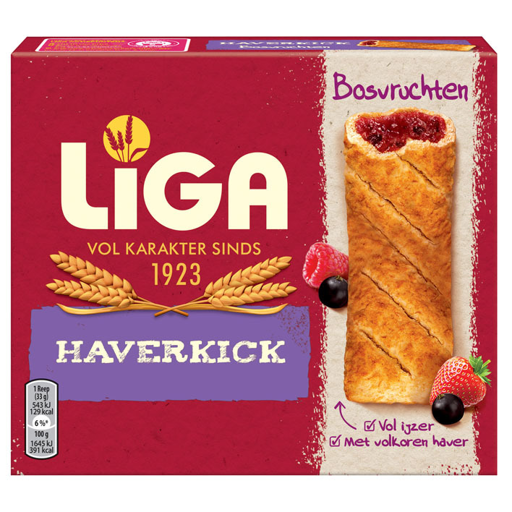 HAVERKICK
Bosvruchten
Bosvruchten
LiGA
VOL KARAKTER SINDS
1923
HAVERKICK
1 Reep
(33 g)
543 kJ
129 kcal
6 %*
100 g
1645 kJ
391 kcal
☑ Vol ijzer
☑ Met volkoren haver